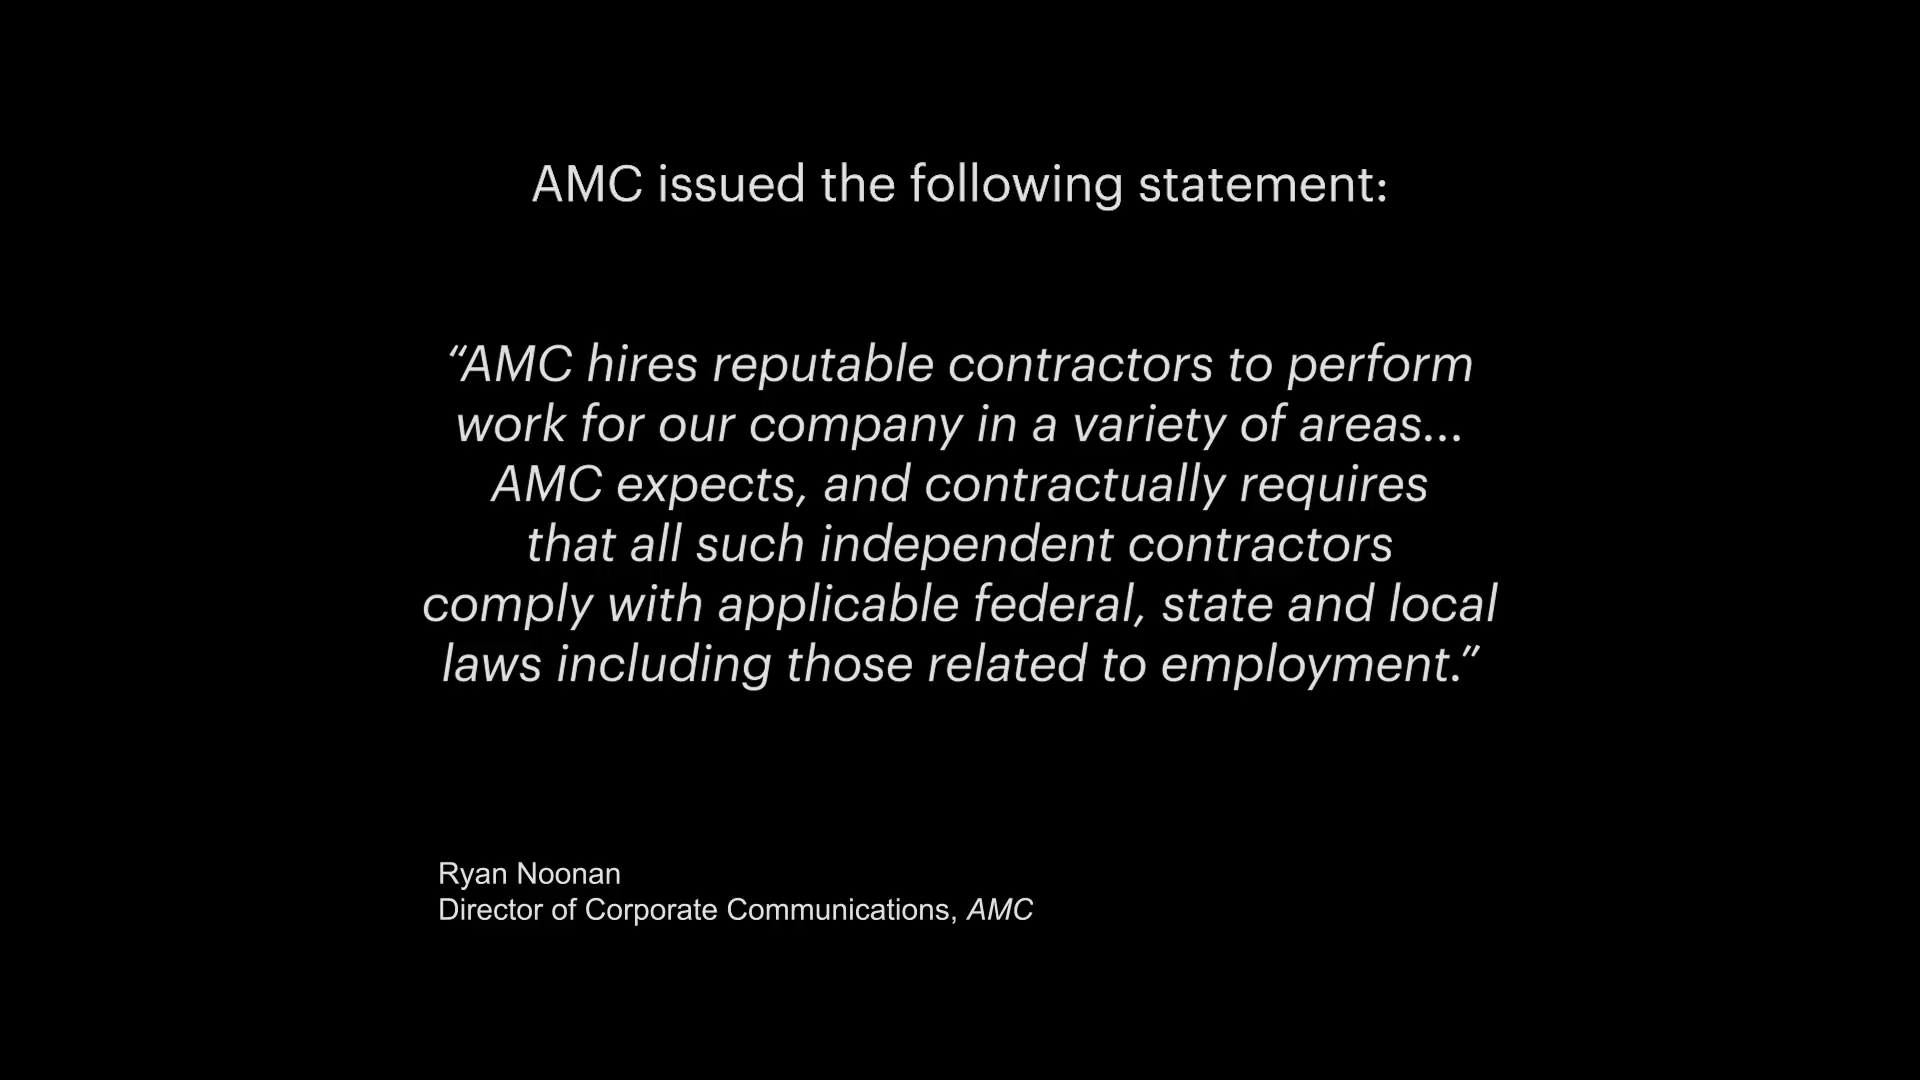 AMC issued the following statement:
“AMC hires reputable contractors to perform
work for our company in a variety of areas...
AMC expects, and contractually requires
that all such independent contractors
comply with applicable federal, state and local
laws including those related to employment.”
Ryan Noonan
Director of Corporate Communications, AMC